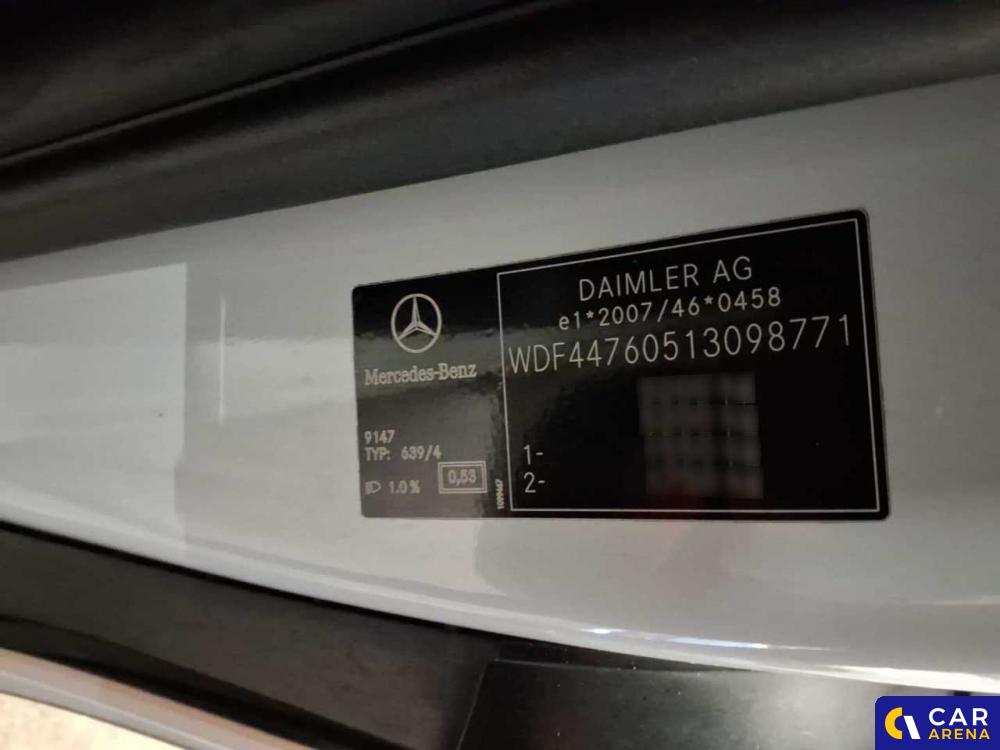 DAIMLER AG
e1*2007/46*0458
WDF44760513098771
Mercedes-Benz
9147
TYP: 639/4
1.0%
0,53
1-
2-
CAR
ARENA